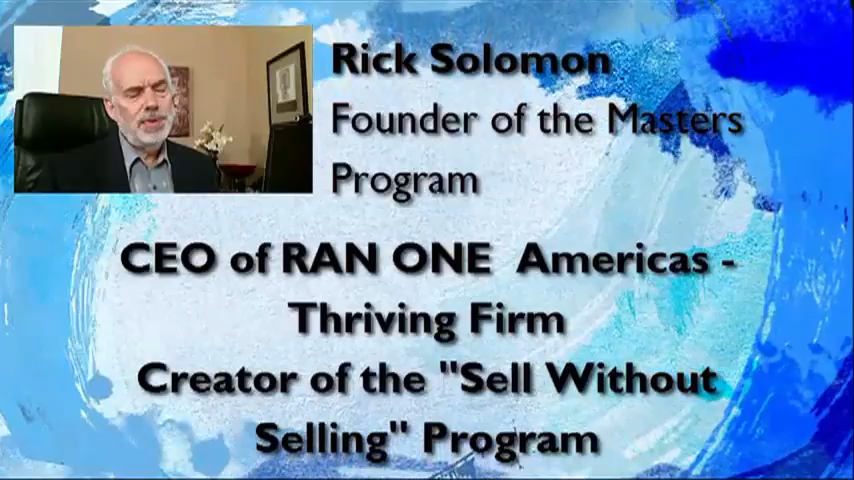 Rick Solomon
Founder of the Masters
Program
CEO of RAN ONE  Americas -
Thriving Firm
Creator of the "Sell Without
Selling" Program